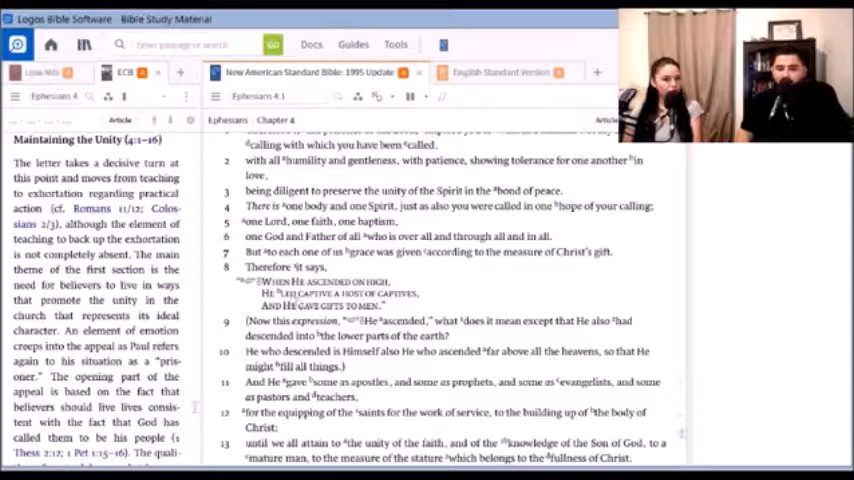 Logos Bible Software - Bible Study Material
Enter passage or search
GO
Docs
Guides
Tools
ECB
New American Standard Bible: 1995 Update
English Standard Version
Ephesians 4
Ephesians 4:1
Article
Ephesians - Chapter 4
Article
Maintaining the Unity (4:1–16)
The letter takes a decisive turn at
this point and moves from teaching
to exhortation regarding practical
action (cf. Romans 11/12; Colos-
sians 2/3), although the element of
teaching to back up the exhortation
is not completely absent. The main
theme of the first section is the
need for believers to live in ways
that promote the unity in the
church that represents its ideal
character. An element of emotion
creeps into the appeal as Paul refers
again to his situation as a “pris-
oner.” The opening part of the
appeal is based on the fact that
believers should live lives consis-
tent with the fact that God has
called them to be his people (1
Thess 2:12; 1 Pet 1:15–16). The quali-
calling with which you have been called,
2 with all humility and gentleness, with patience, showing tolerance for one another in
love,
3 being diligent to preserve the unity of the Spirit in the bond of peace.
4 There is one body and one Spirit, just as also you were called in one hope of your calling;
5 one Lord, one faith, one baptism,
6 one God and Father of all who is over all and through all and in all.
7 But to each one of us grace was given according to the measure of Christ’s gift.
8 Therefore it says,
“WHEN HE ASCENDED ON HIGH,
HE LED CAPTIVE A HOST OF CAPTIVES,
AND HE GAVE GIFTS TO MEN.”
9 (Now this expression, “He ascended,” what does it mean except that He also had
descended into the lower parts of the earth?
10 He who descended is Himself also He who ascended far above all the heavens, so that He
might fill all things.)
11 And He gave some as apostles, and some as prophets, and some as evangelists, and some
as pastors and teachers,
12 for the equipping of the saints for the work of service, to the building up of the body of
Christ;
13 until we all attain to the unity of the faith, and of the knowledge of the Son of God, to a
mature man, to the measure of the stature which belongs to the fullness of Christ.